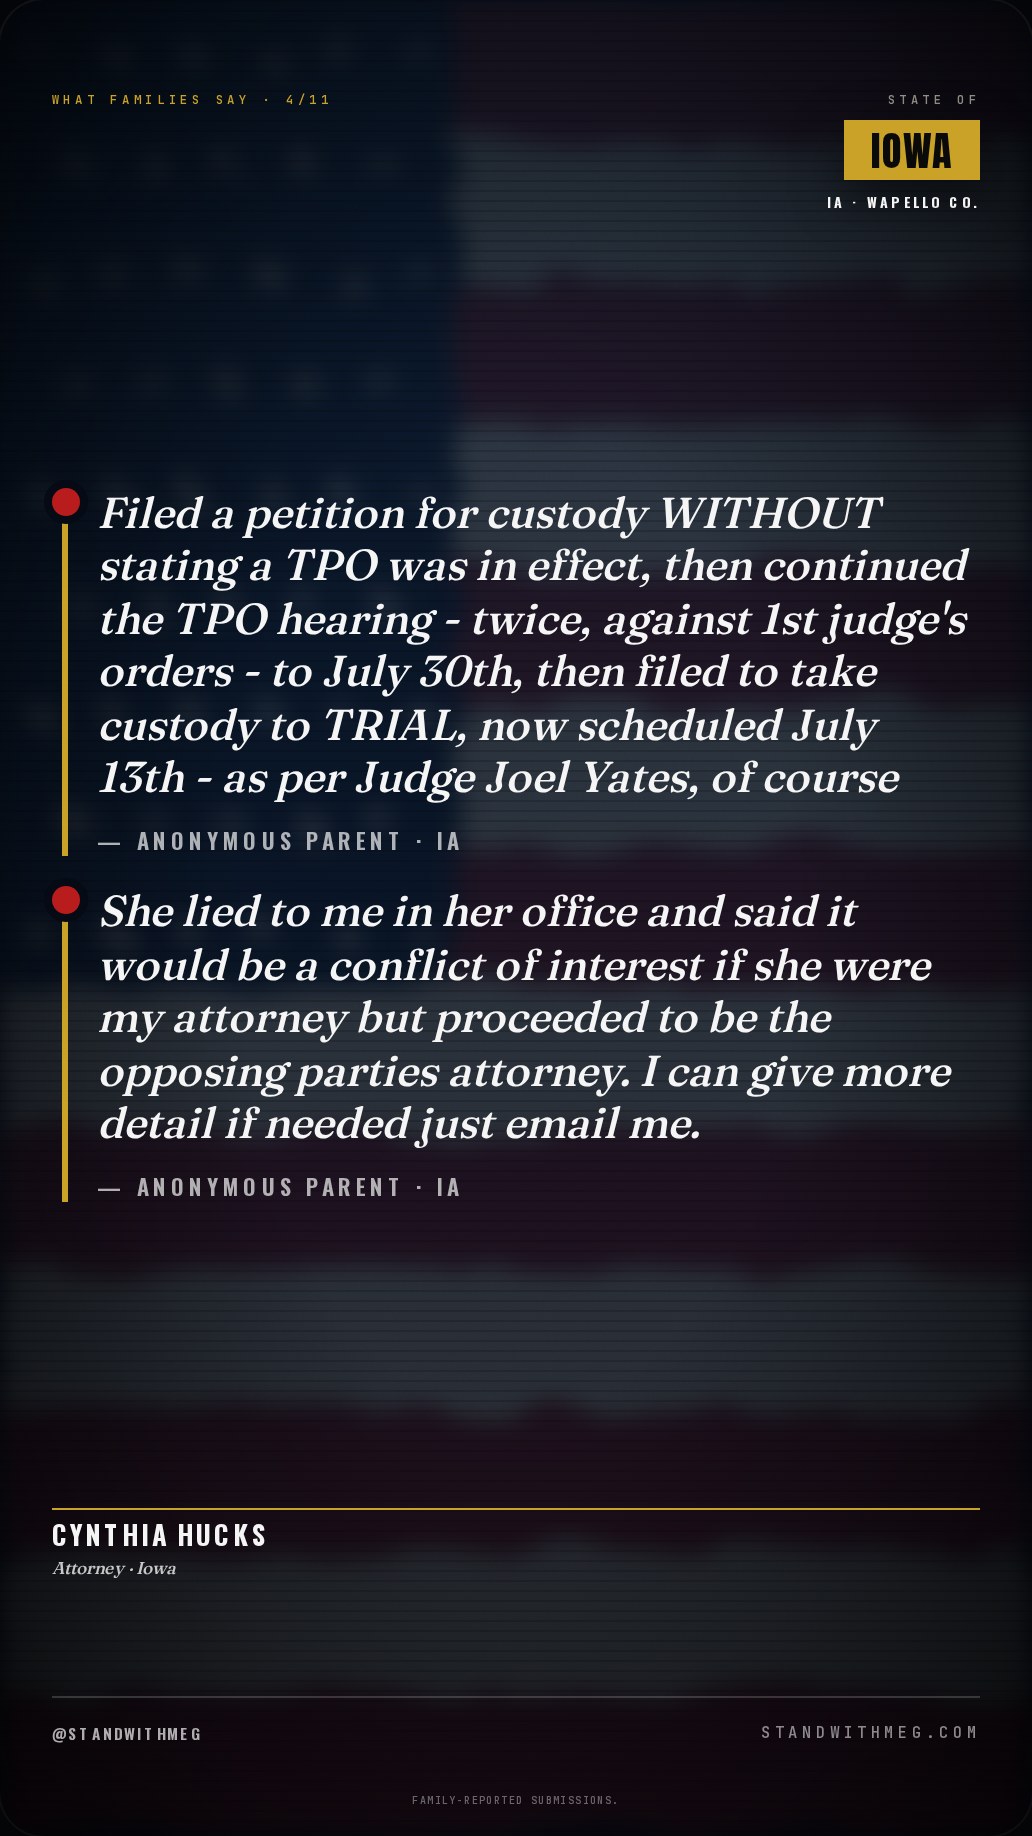 WHAT FAMILIES SAY · 4/11
STATE OF
IOWA
IA · WAPELLO CO.
Filed a petition for custody WITHOUT
stating a TPO was in effect, then continued
the TPO hearing - twice, against 1st judge's
orders - to July 30th, then filed to take
custody to TRIAL, now scheduled July
13th - as per Judge Joel Yates, of course
— ANONYMOUS PARENT · IA
She lied to me in her office and said it
would be a conflict of interest if she were
my attorney but proceeded to be the
opposing parties attorney. I can give more
detail if needed just email me.
— ANONYMOUS PARENT · IA
CYNTHIA HUCKS
Attorney · Iowa
@STANDWITHMEG
STANDWITHMEG.COM
FAMILY-REPORTED SUBMISSIONS.